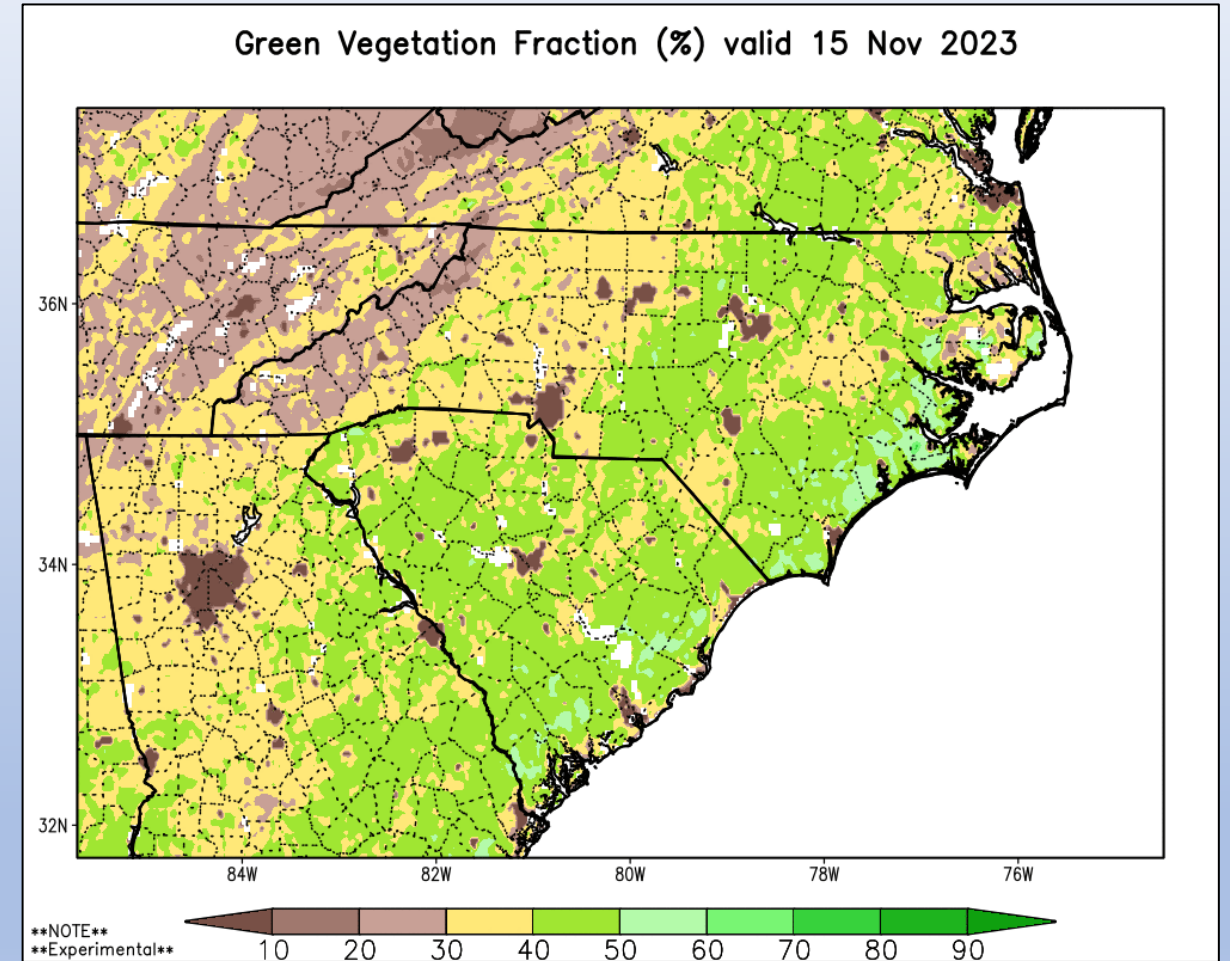 Green Vegetation Fraction (%) valid 15 Nov 2023
36N
34N
32N
84W 82W 80W 78W 76W
**NOTE**
**Experimental**
10 20 30 40 50 60 70 80 90